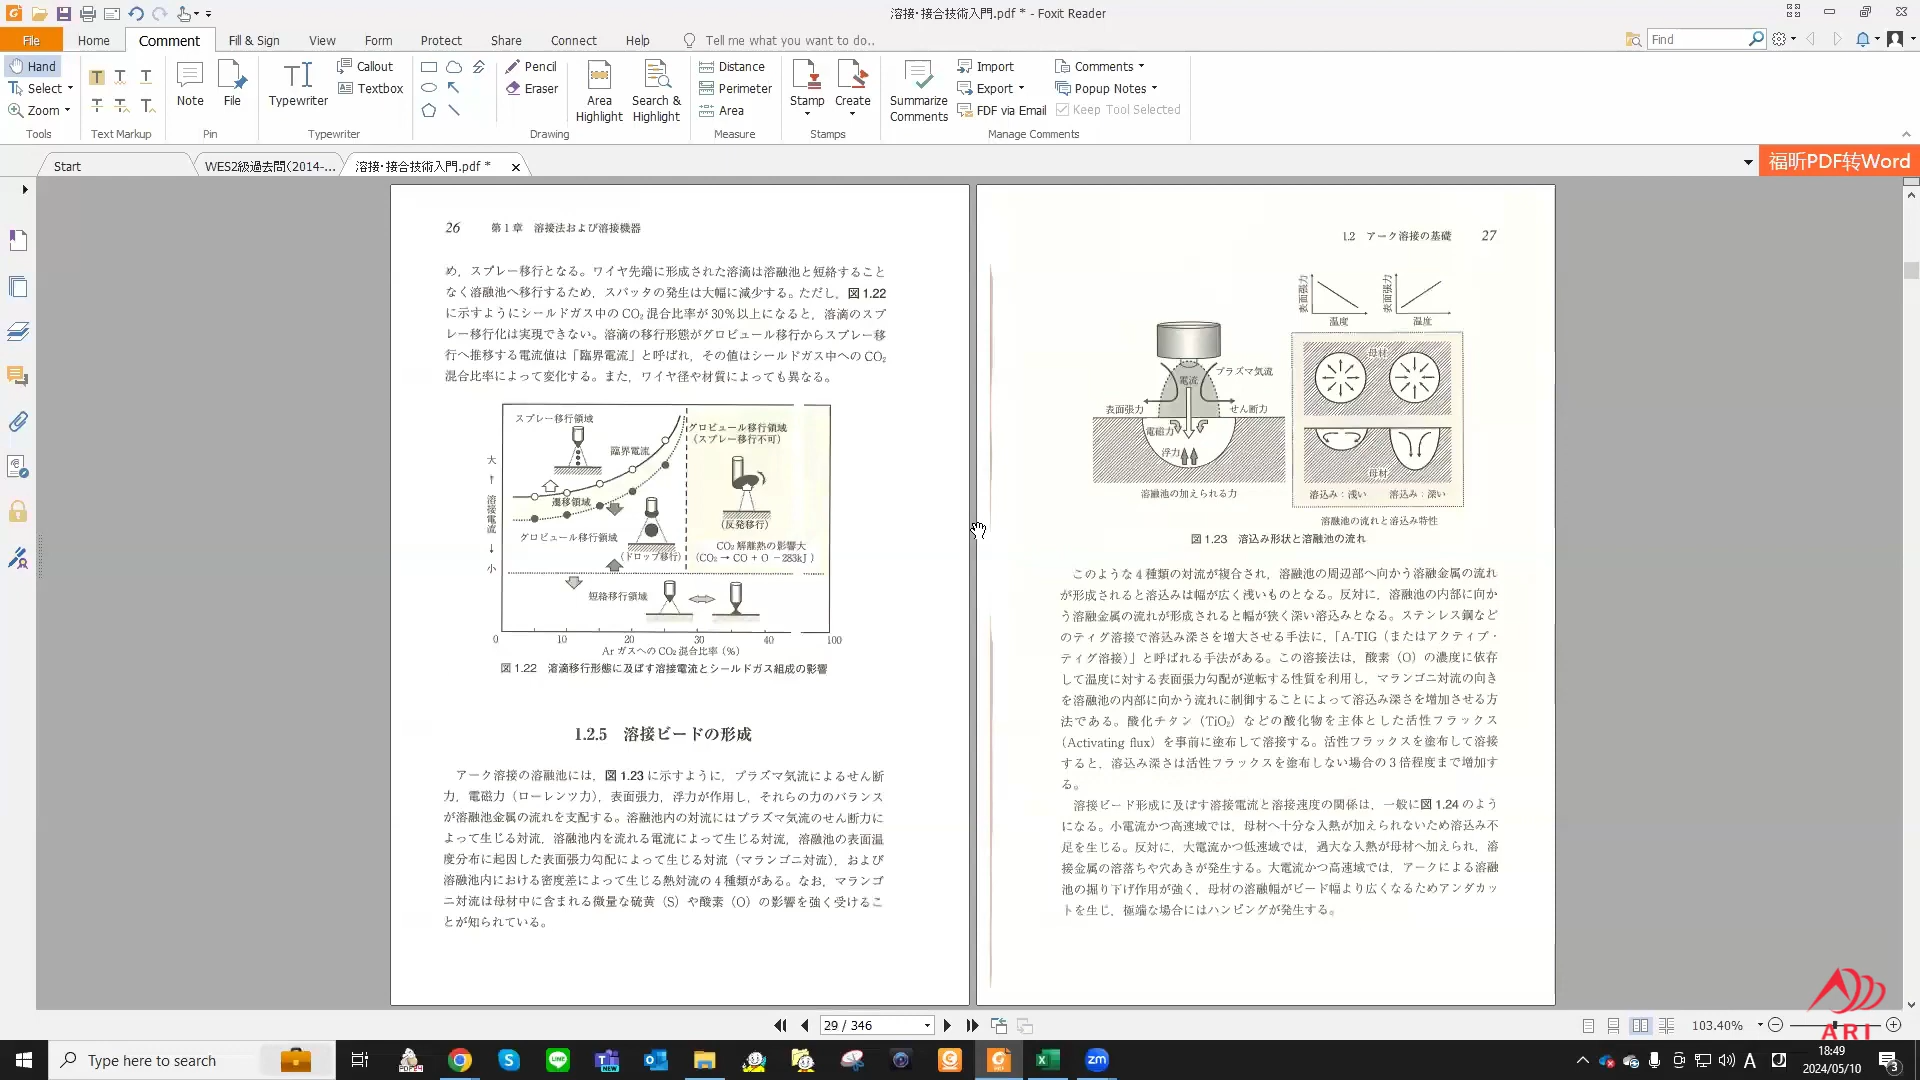 溶接・接合技術入門.pdf * - Foxit Reader
File Home Comment Fill & Sign View Form Protect Share Connect Help Tell me what you want to do.. Find
Hand
Select
Zoom
Tools
Text Markup
Note
File
Pin
Typewriter
Callout
Textbox
Typewriter
Pencil
Eraser
Area Highlight
Search & Highlight
Drawing
Distance
Perimeter
Area
Measure
Stamp
Create
Stamps
Summarize Comments
Import
Export
FDF via Email
Comments
Popup Notes
Keep Tool Selected
Manage Comments
Start
WES2級過去問(2014-...
溶接・接合技術入門.pdf *
福昕PDF转Word
26 第1章 溶接法および溶接機器
め，スプレー移行となる。ワイヤ先端に形成された溶滴は溶融池と短絡すること
なく溶融池へ移行するため，スパッタの発生は大幅に減少する。ただし，図1.22
に示すようにシールドガス中のCO₂混合比率が30％以上になると，溶滴のスプ
レー移行化は実現できない。溶滴の移行形態がグロビュール移行からスプレー移
行へ推移する電流値は「臨界電流」と呼ばれ，その値はシールドガス中へのCO₂
混合比率によって変化する。また，ワイヤ径や材質によっても異なる。
スプレー移行領域
臨界電流
グロビュール移行領域
（スプレー移行不可）
大 ↑ 溶接電流 ↓ 小
遷移領域
グロビュール移行領域
（ドロップ移行）
（反発移行）
CO₂解離熱の影響大
（CO₂ → CO + O −283kJ）
短絡移行領域
0 10 20 30 40 100
ArガスへのCO₂混合比率（％）
図1.22 溶滴移行形態に及ぼす溶接電流とシールドガス組成の影響
1.2.5 溶接ビードの形成
アーク溶接の溶融池には，図1.23に示すように，プラズマ気流によるせん断
力，電磁力（ローレンツ力），表面張力，浮力が作用し，それらの力のバランス
が溶融池金属の流れを支配する。溶融池内の対流にはプラズマ気流のせん断力に
よって生じる対流，溶融池内を流れる電流によって生じる対流，溶融池の表面温
度分布に起因した表面張力勾配によって生じる対流（マランゴニ対流），および
溶融池内における密度差によって生じる熱対流の4種類がある。なお，マランゴ
ニ対流は母材中に含まれる微量な硫黄（S）や酸素（O）の影響を強く受けるこ
とが知られている。
1.2 アーク溶接の基礎 27
表面張力
温度
表面張力
温度
電流
プラズマ気流
表面張力
せん断力
電磁力
浮力
溶融池の加えられる力
母材
母材
溶込み：浅い 溶込み：深い
溶融池の流れと溶込み特性
図1.23 溶込み形状と溶融池の流れ
このような4種類の対流が複合され，溶融池の周辺部へ向かう溶融金属の流れ
が形成されると溶込みは幅が広く浅いものとなる。反対に，溶融池の内部に向か
う溶融金属の流れが形成されると幅が狭く深い溶込みとなる。ステンレス鋼など
のティグ溶接で溶込み深さを増大させる手法に，「A-TIG（またはアクティブ・
ティグ溶接）」と呼ばれる手法がある。この溶接法は，酸素（O）の濃度に依存
して温度に対する表面張力勾配が逆転する性質を利用し，マランゴニ対流の向き
を溶融池の内部に向かう流れに制御することによって溶込み深さを増加させる方
法である。酸化チタン（TiO₂）などの酸化物を主体とした活性フラックス
（Activating flux）を事前に塗布して溶接する。活性フラックスを塗布して溶接
すると，溶込み深さは活性フラックスを塗布しない場合の3倍程度まで増加す
る。
溶接ビード形成に及ぼす溶接電流と溶接速度の関係は，一般に図1.24のよう
になる。小電流かつ高速域では，母材へ十分な入熱が加えられないため溶込み不
足を生じる。反対に，大電流かつ低速域では，過大な入熱が母材へ加えられ，溶
接金属の溶落ちや穴あきが発生する。大電流かつ高速域では，アークによる溶融
池の掘り下げ作用が強く，母材の溶融幅がビード幅より広くなるためアンダカッ
トを生じ，極端な場合にはハンピングが発生する。
ARI
29 / 346
103.40%
Type here to search
zm
A
18:49
2024/05/10
3